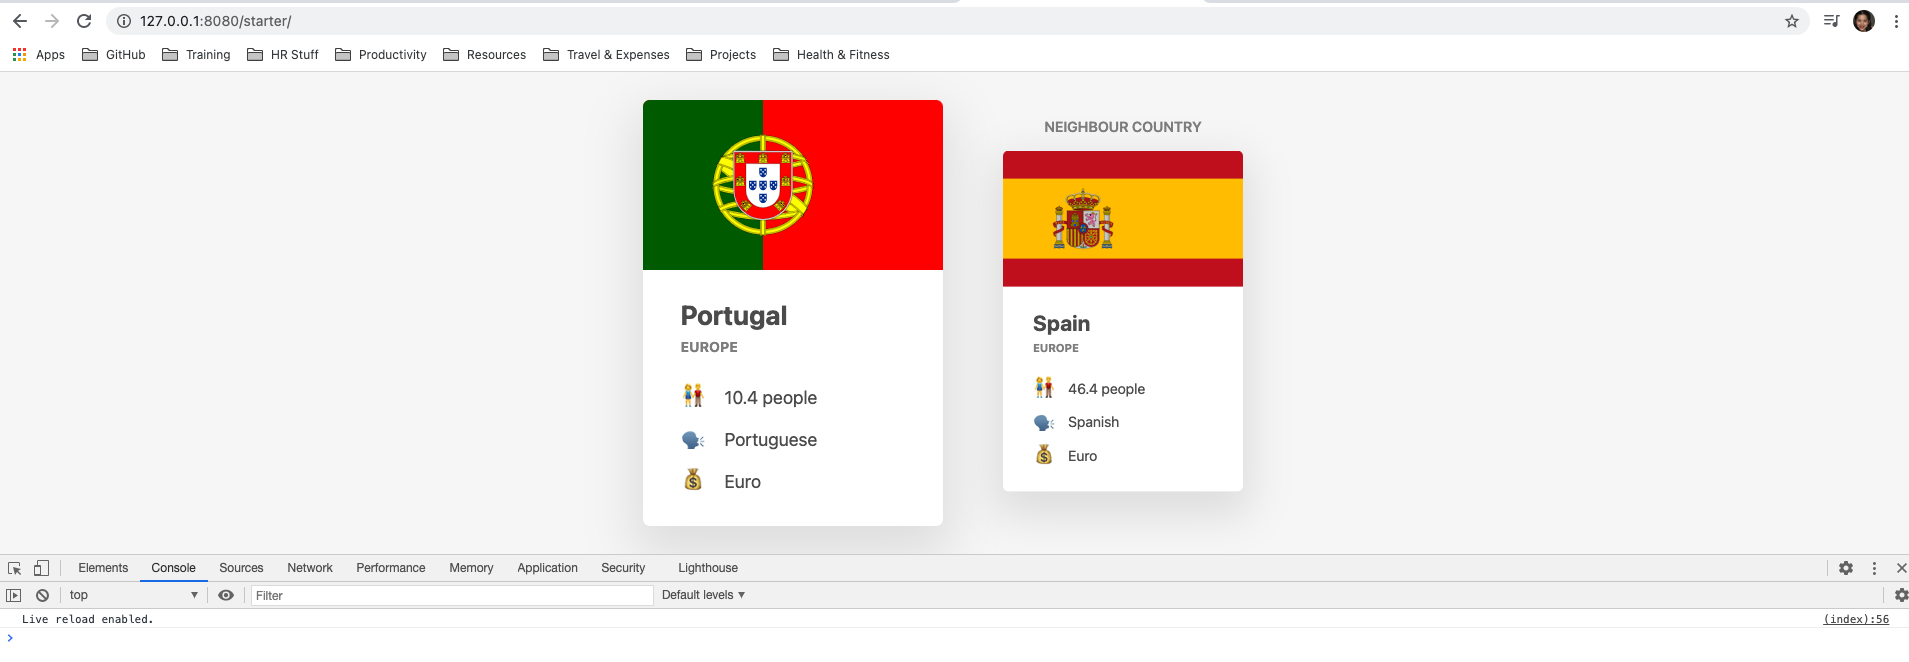 127.0.0.1:8080/starter/
Apps GitHub Training HR Stuff Productivity Resources Travel & Expenses Projects Health & Fitness
Portugal
EUROPE
10.4 people
Portuguese
Euro
NEIGHBOUR COUNTRY
Spain
EUROPE
46.4 people
Spanish
Euro
Elements Console Sources Network Performance Memory Application Security Lighthouse
top Filter Default levels
Live reload enabled. (index):56